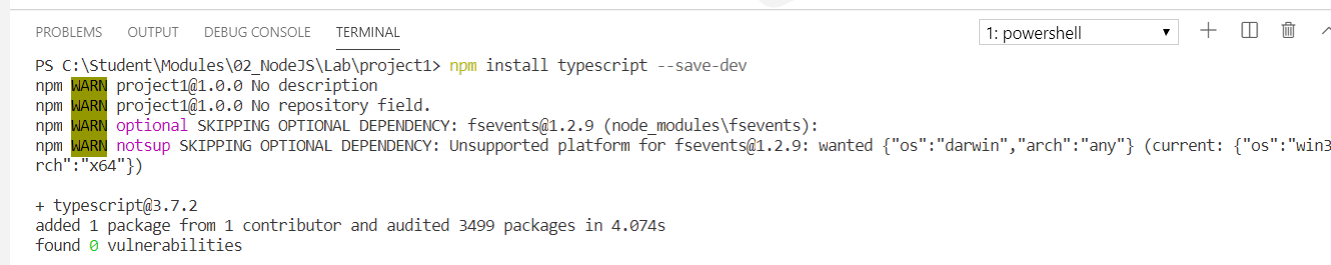 PROBLEMS OUTPUT DEBUG CONSOLE TERMINAL 1: powershell
PS C:\Student\Modules\02_NodeJS\Lab\project1> npm install typescript --save-dev
npm WARN project1@1.0.0 No description
npm WARN project1@1.0.0 No repository field.
npm WARN optional SKIPPING OPTIONAL DEPENDENCY: fsevents@1.2.9 (node_modules\fsevents):
npm WARN notsup SKIPPING OPTIONAL DEPENDENCY: Unsupported platform for fsevents@1.2.9: wanted {"os":"darwin","arch":"any"} (current: {"os":"win3
rch":"x64"})
+ typescript@3.7.2
added 1 package from 1 contributor and audited 3499 packages in 4.074s
found 0 vulnerabilities